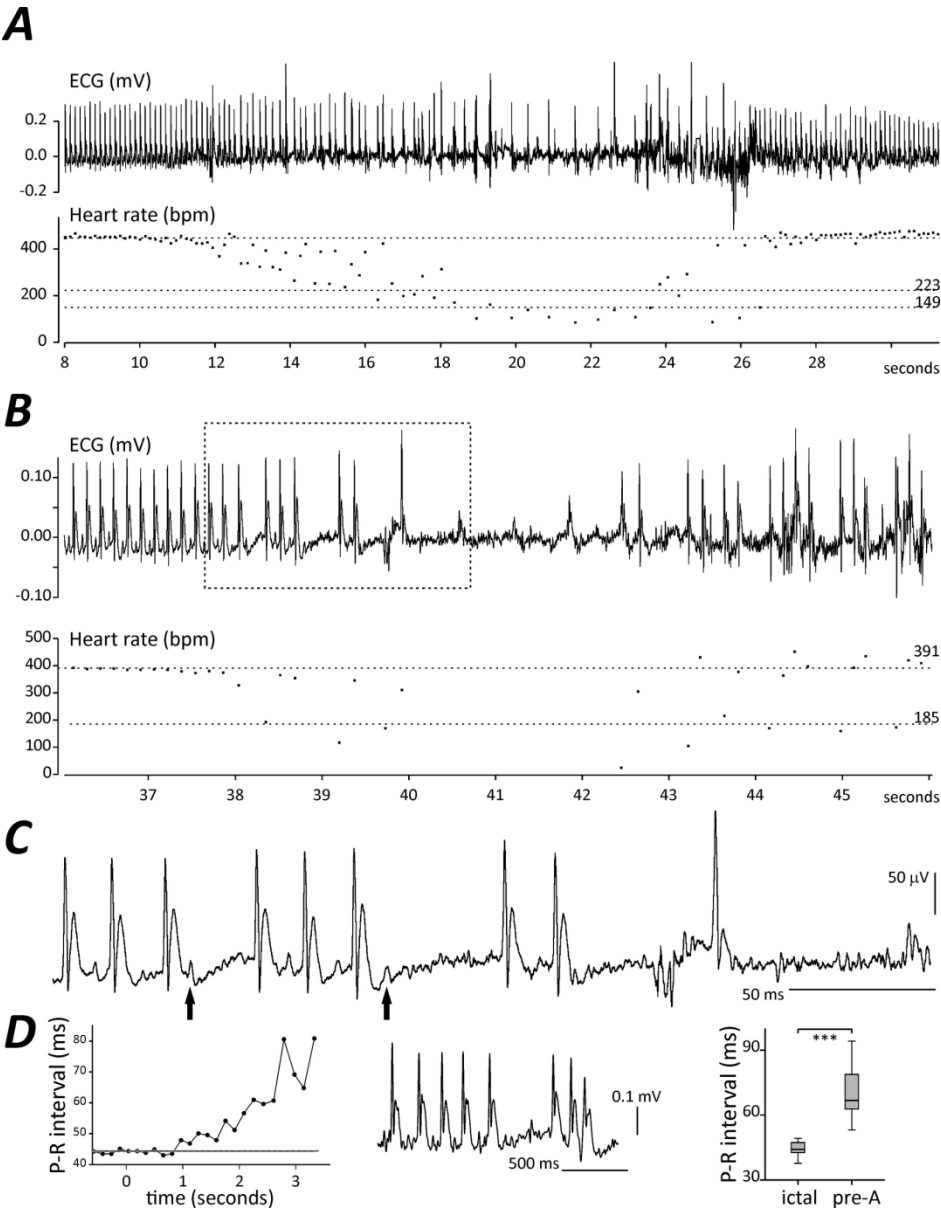 A
ECG (mV)
0.2
0.0
-0.2
Heart rate (bpm)
400
200
0
223
149
8 10 12 14 16 18 20 22 24 26 28 seconds
B
ECG (mV)
0.10
0.00
-0.10
Heart rate (bpm)
500
400
300
200
100
0
391
185
37 38 39 40 41 42 43 44 45 seconds
C
50 µV
50 ms
D
P-R interval (ms)
80
70
60
50
40
0 1 2 3
time (seconds)
0.1 mV
500 ms
P-R interval (ms)
90
60
30
***
ictal pre-A